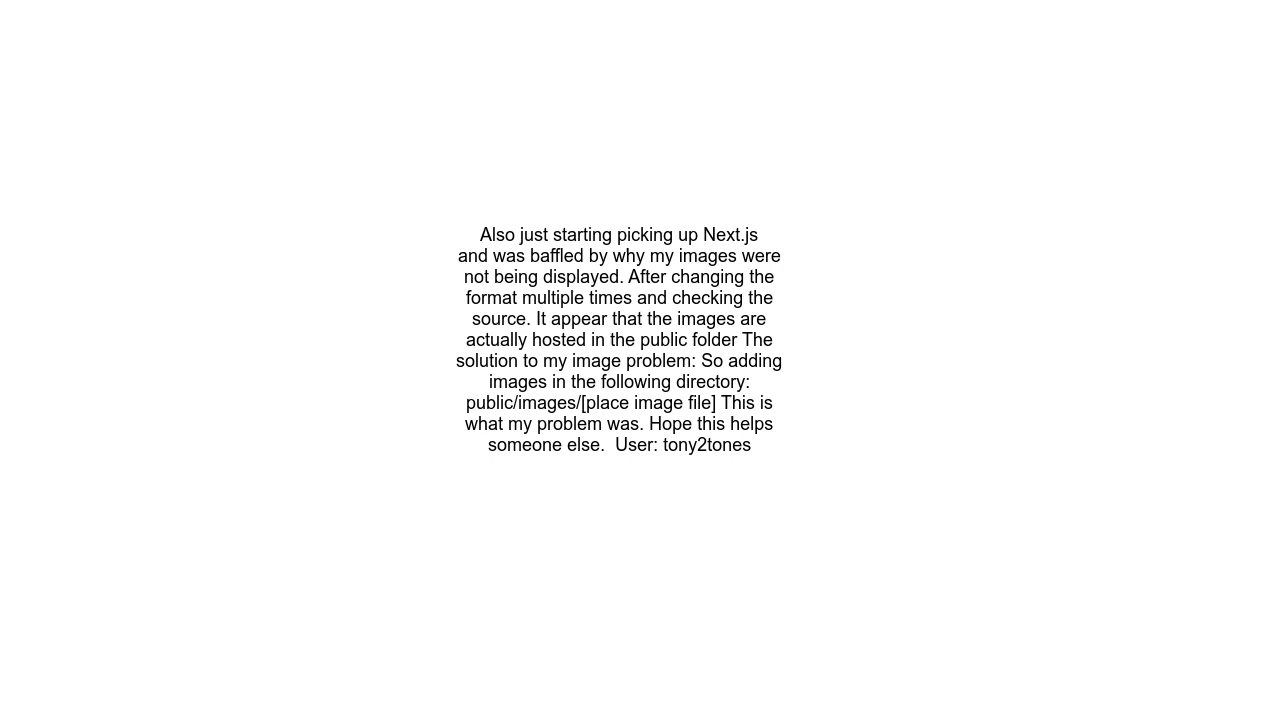 Also just starting picking up Next.js
and was baffled by why my images were
not being displayed. After changing the
format multiple times and checking the
source. It appear that the images are
actually hosted in the public folder The
solution to my image problem: So adding
images in the following directory:
public/images/[place image file] This is
what my problem was. Hope this helps
someone else.  User: tony2tones